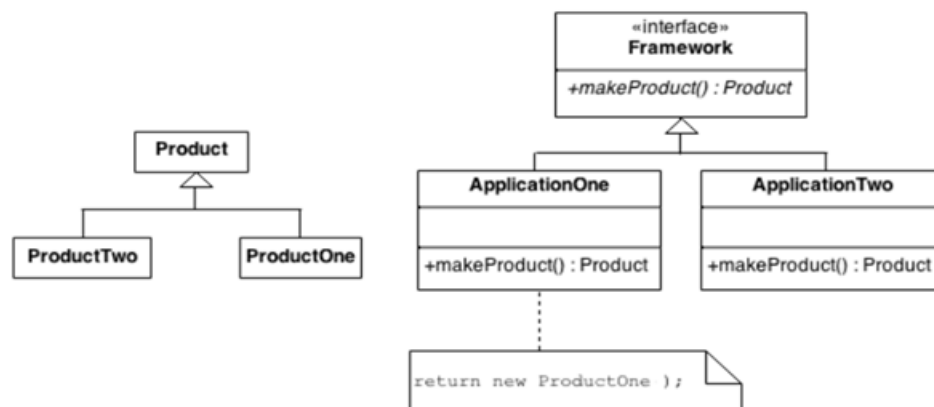 «interface»
Framework
+makeProduct() : Product
Product
ProductTwo
ProductOne
ApplicationOne
+makeProduct() : Product
ApplicationTwo
+makeProduct() : Product
return new ProductOne );